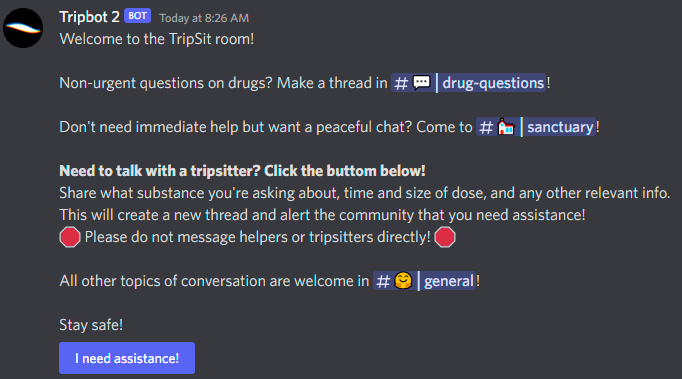 Tripbot 2 BOT Today at 8:26 AM
Welcome to the TripSit room!
Non-urgent questions on drugs? Make a thread in # 💬 | drug-questions!
Don't need immediate help but want a peaceful chat? Come to # 💒 | sanctuary!
Need to talk with a tripsitter? Click the buttom below!
Share what substance you're asking about, time and size of dose, and any other relevant info.
This will create a new thread and alert the community that you need assistance!
🛑 Please do not message helpers or tripsitters directly! 🛑
All other topics of conversation are welcome in # 🤗 | general!
Stay safe!
I need assistance!